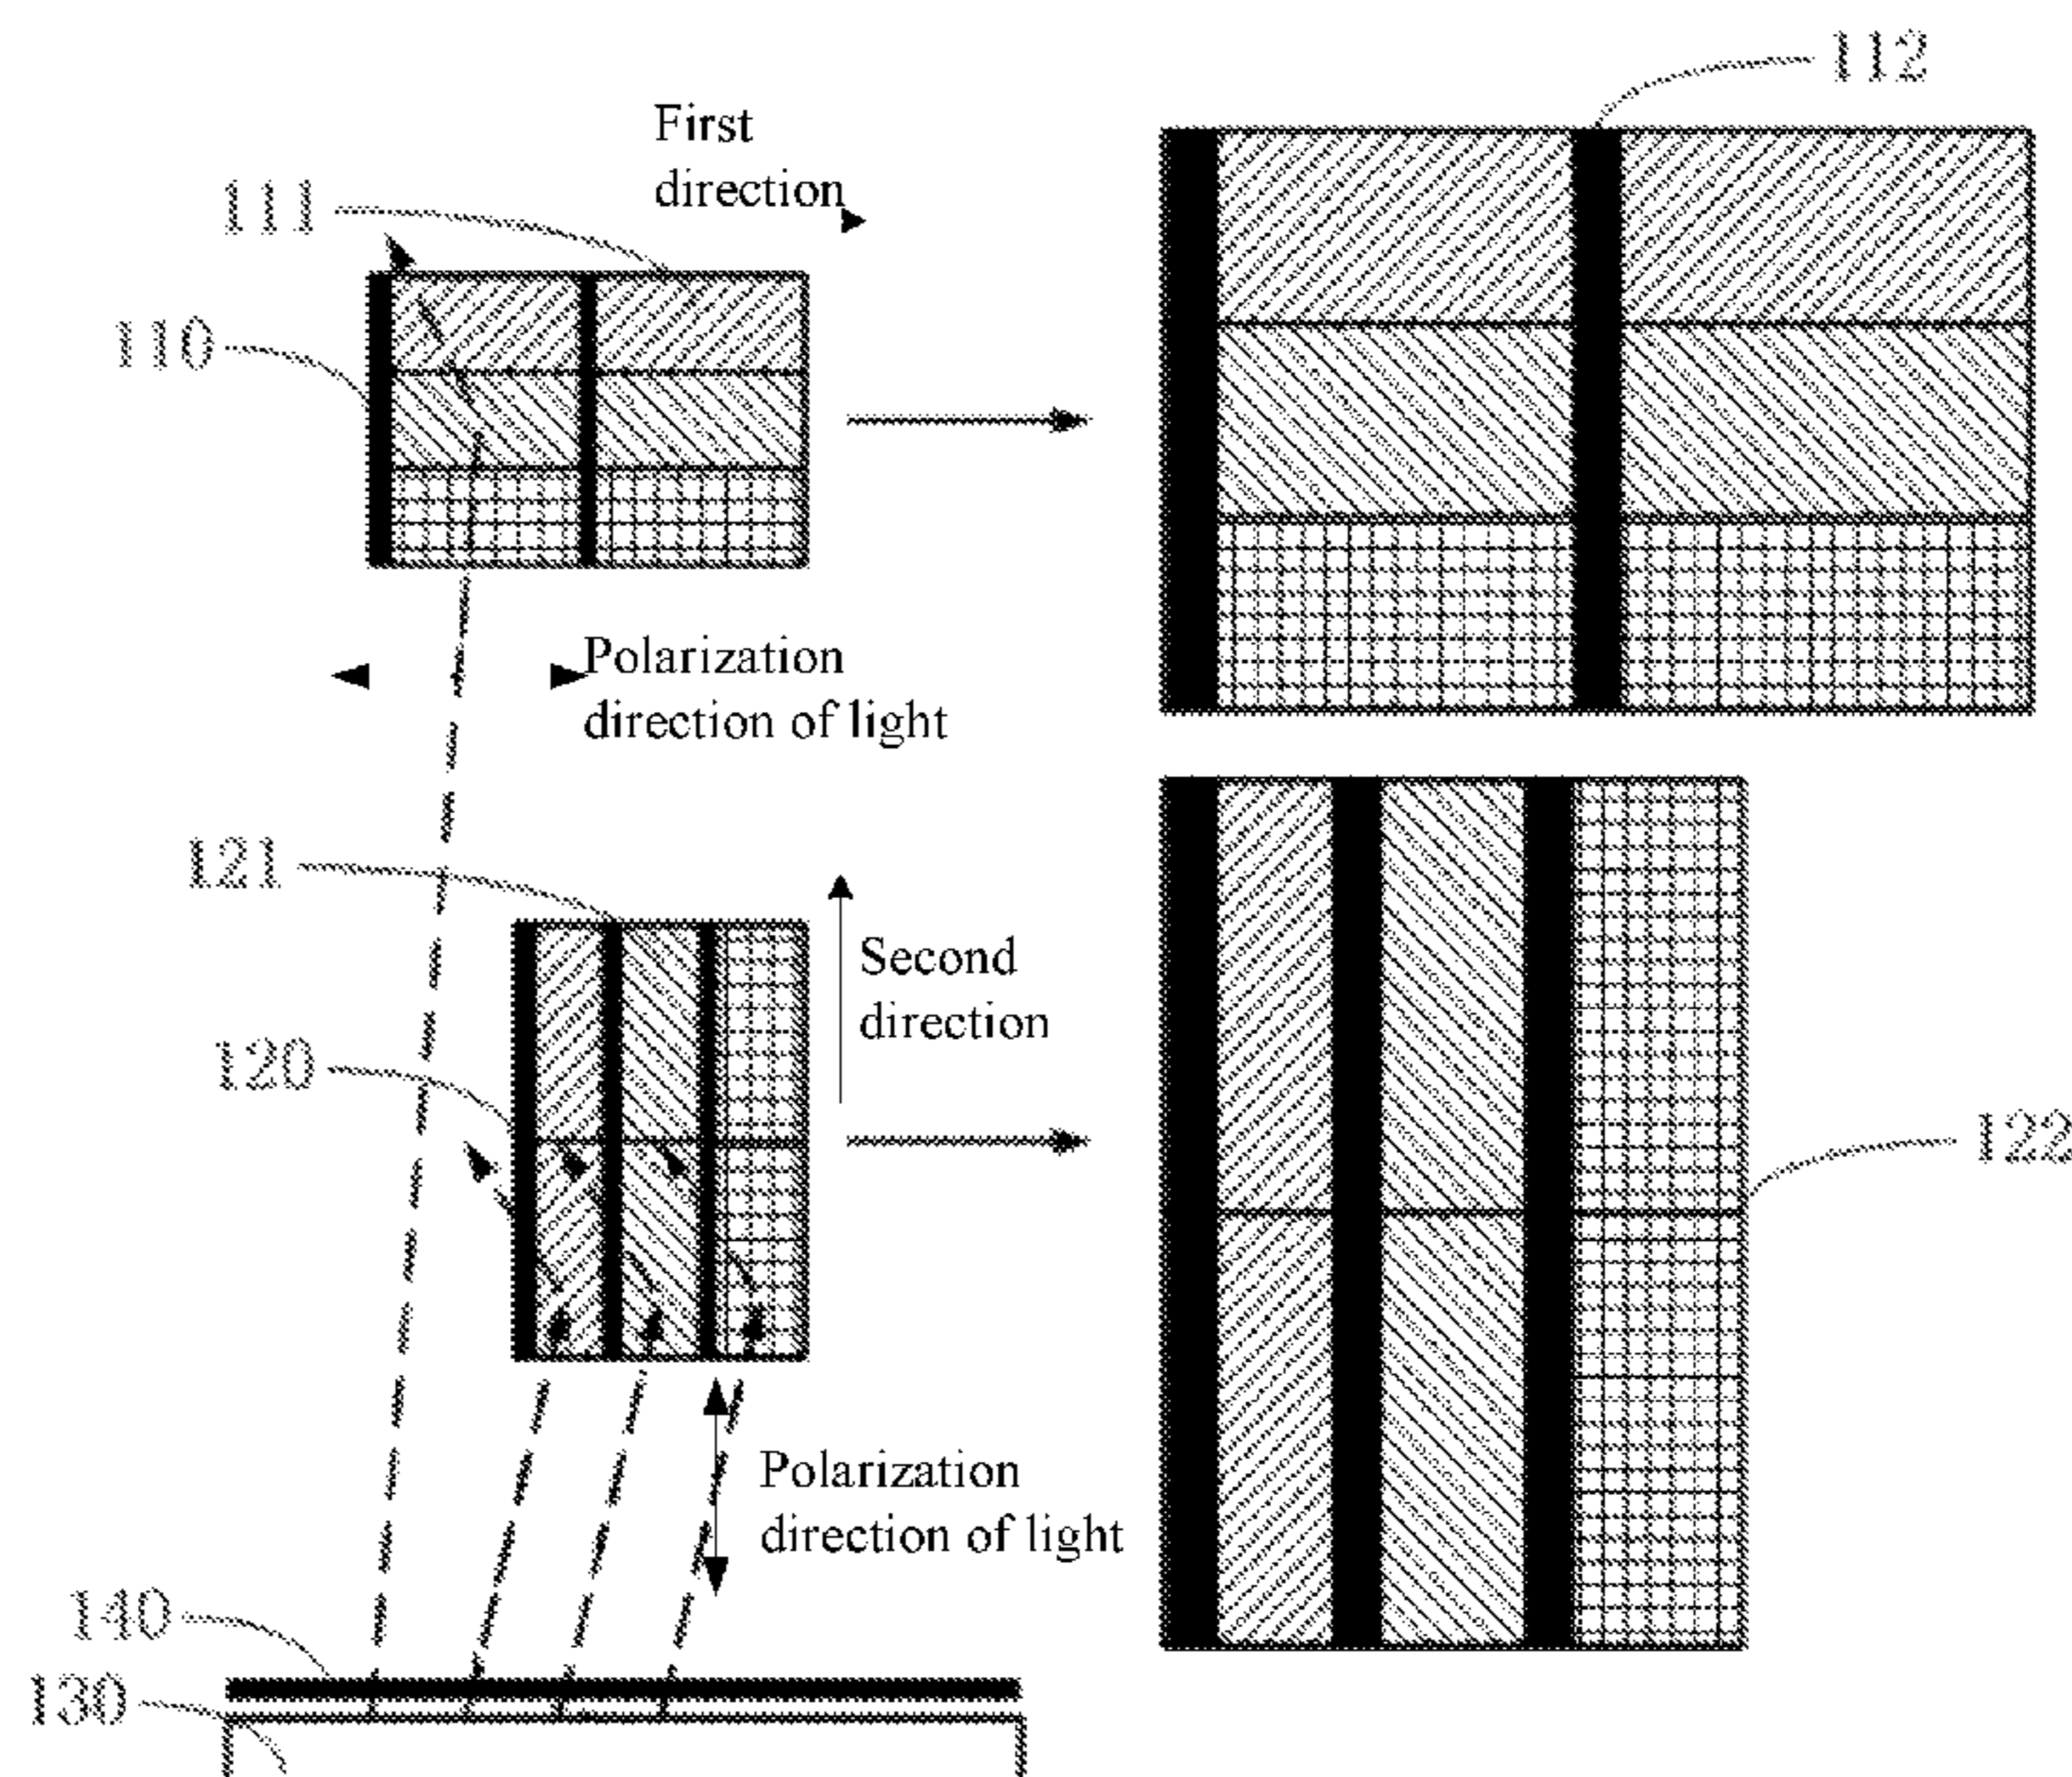 112
First
direction
111
110
Polarization
direction of light
121
Second
direction
120
122
Polarization
direction of light
140
130